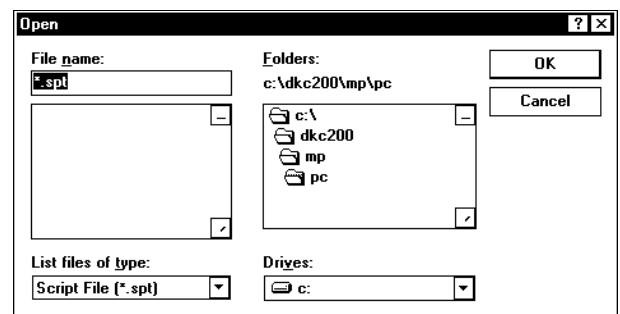 Open
File name:
*.spt
List files of type:
Script File (*.spt)
Folders:
c:\dkc200\mp\pc
c:\
dkc200
mp
pc
Drives:
c:
OK
Cancel